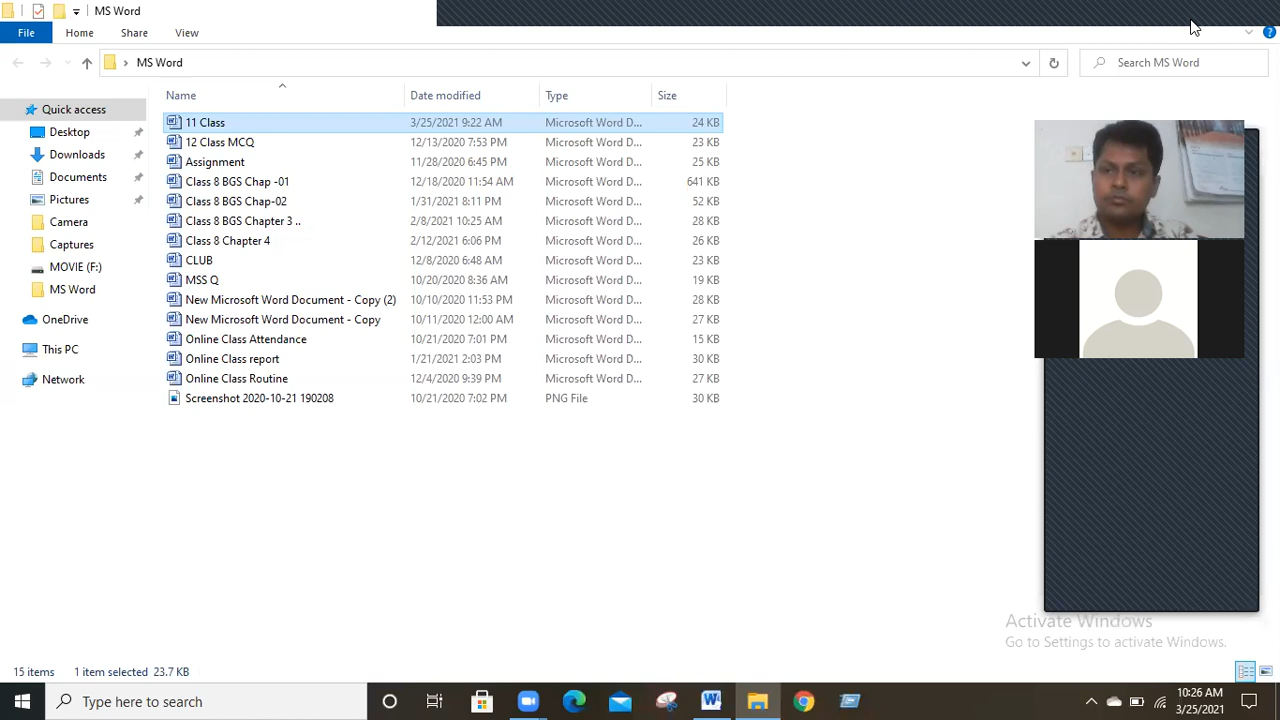 MS Word
File Home Share View
MS Word
Search MS Word
Name Date modified Type Size
Quick access
Desktop
Downloads
Documents
Pictures
Camera
Captures
MOVIE (F:)
MS Word
OneDrive
This PC
Network
11 Class 3/25/2021 9:22 AM Microsoft Word D... 24 KB
12 Class MCQ 12/13/2020 7:53 PM Microsoft Word D... 23 KB
Assignment 11/28/2020 6:45 PM Microsoft Word D... 25 KB
Class 8 BGS Chap -01 12/18/2020 11:54 AM Microsoft Word D... 641 KB
Class 8 BGS Chap-02 1/31/2021 8:11 PM Microsoft Word D... 52 KB
Class 8 BGS Chapter 3 .. 2/8/2021 10:25 AM Microsoft Word D... 28 KB
Class 8 Chapter 4 2/12/2021 6:06 PM Microsoft Word D... 26 KB
CLUB 12/8/2020 6:48 AM Microsoft Word D... 23 KB
MSS Q 10/20/2020 8:36 AM Microsoft Word D... 19 KB
New Microsoft Word Document - Copy (2) 10/10/2020 11:53 PM Microsoft Word D... 28 KB
New Microsoft Word Document - Copy 10/11/2020 12:00 AM Microsoft Word D... 27 KB
Online Class Attendance 10/21/2020 7:01 PM Microsoft Word D... 15 KB
Online Class report 1/21/2021 2:03 PM Microsoft Word D... 30 KB
Online Class Routine 12/4/2020 9:39 PM Microsoft Word D... 27 KB
Screenshot 2020-10-21 190208 10/21/2020 7:02 PM PNG File 30 KB
Activate Windows
Go to Settings to activate Windows.
15 items 1 item selected 23.7 KB
Type here to search
10:26 AM
3/25/2021